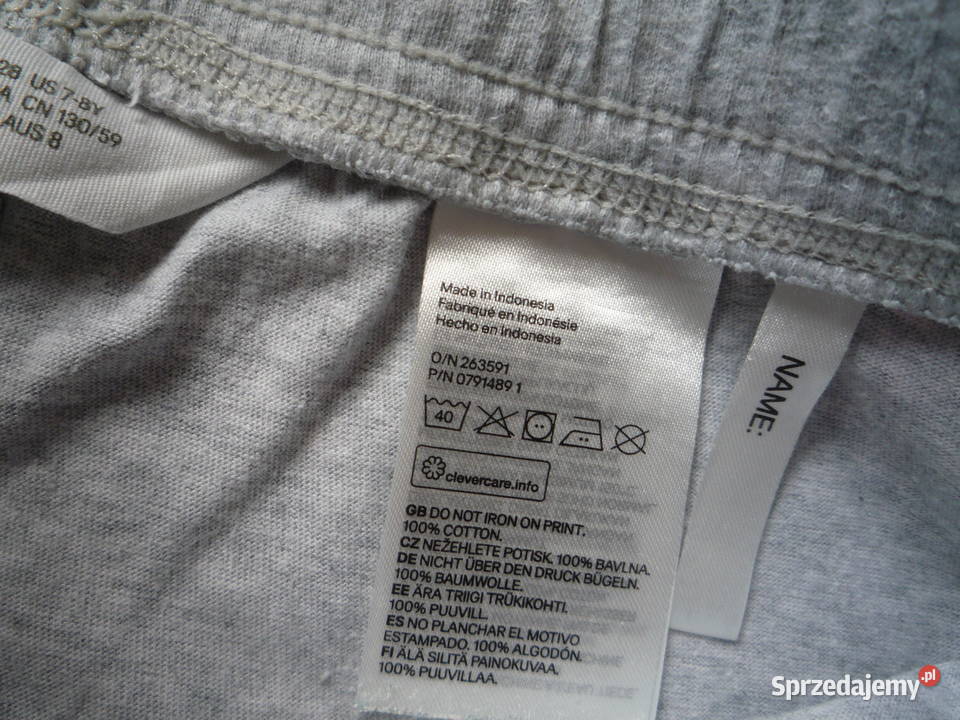 28 US 7-8Y
A CN 130/59
AUS 8
Made in Indonesia
Fabriqué en Indonésie
Hecho en Indonesia
O/N 263591
P/N 0791489 1
40
clevercare.info
GB DO NOT IRON ON PRINT.
100% COTTON.
CZ NEŽEHLETE POTISK. 100% BAVLNA.
DE NICHT ÜBER DEN DRUCK BÜGELN.
100% BAUMWOLLE.
EE ÄRA TRIIGI TRÜKIKOHTI.
100% PUUVILL.
ES NO PLANCHAR EL MOTIVO
ESTAMPADO. 100% ALGODÓN.
FI ÄLÄ SILITÄ PAINOKUVAA.
100% PUUVILLAA.
NAME:
Sprzedajemy.pl